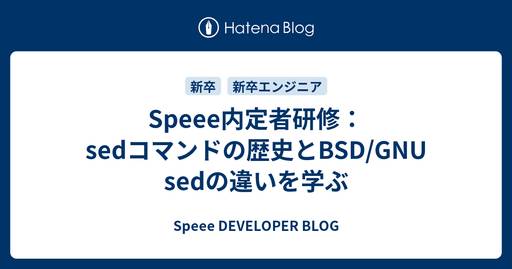 Hatena Blog
新卒 新卒エンジニア
Speee内定者研修：
sedコマンドの歴史とBSD/GNU
sedの違いを学ぶ
Speee DEVELOPER BLOG